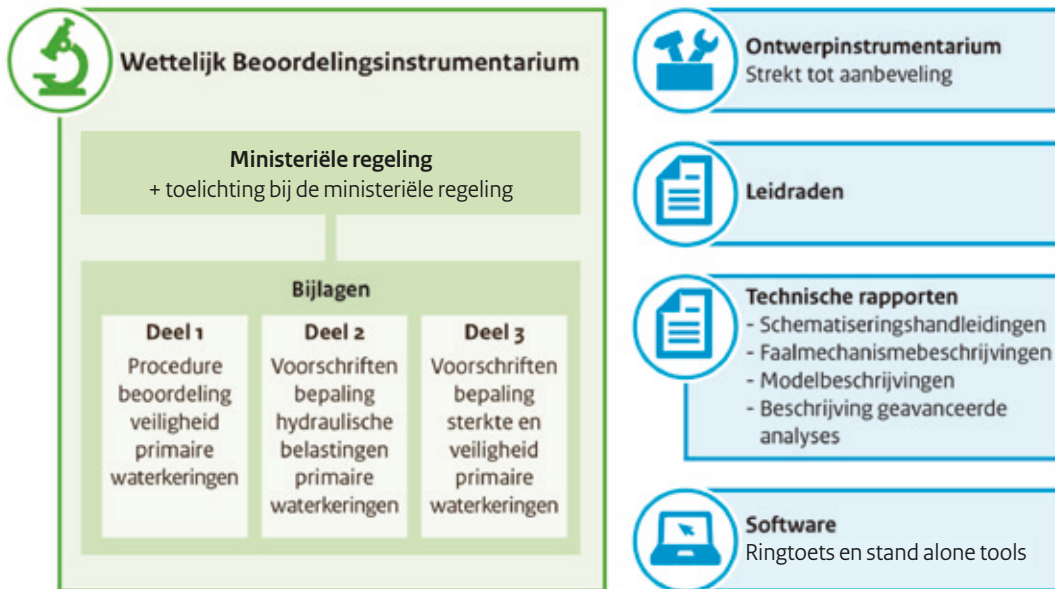 Wettelijk Beoordelingsinstrumentarium
Ministeriële regeling
+ toelichting bij de ministeriële regeling
Bijlagen
Deel 1
Procedure
beoordeling
veiligheid
primaire
waterkeringen
Deel 2
Voorschriften
bepaling
hydraulische
belastingen
primaire
waterkeringen
Deel 3
Voorschriften
bepaling
sterkte en
veiligheid
primaire
waterkeringen
Ontwerpinstrumentarium
Strekt tot aanbeveling
Leidraden
Technische rapporten
- Schematiseringshandleidingen
- Faalmechanismebeschrijvingen
- Modelbeschrijvingen
- Beschrijving geavanceerde
analyses
Software
Ringtoets en stand alone tools